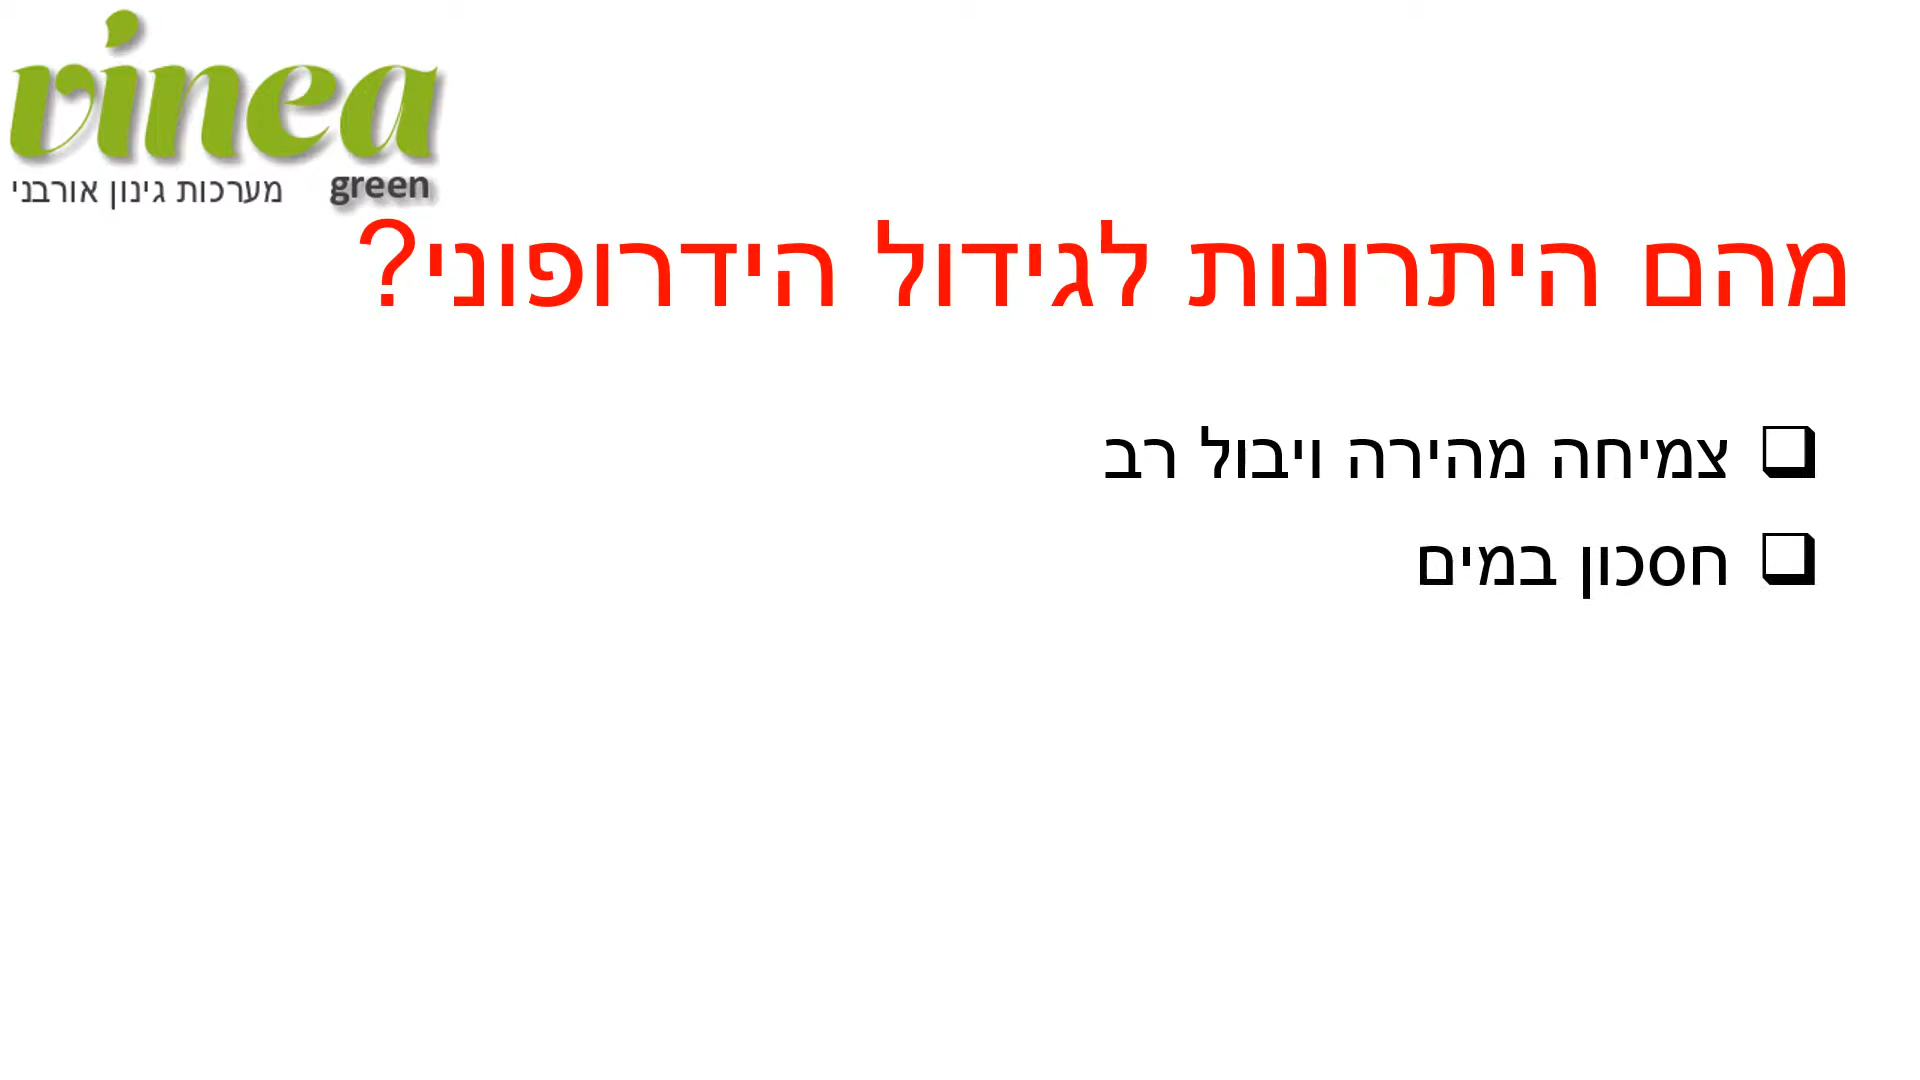 vinea
green
מערכות גינון אורבני
מהם היתרונות לגידול הידרופוני?
צמיחה מהירה ויבול רב
חסכון במים